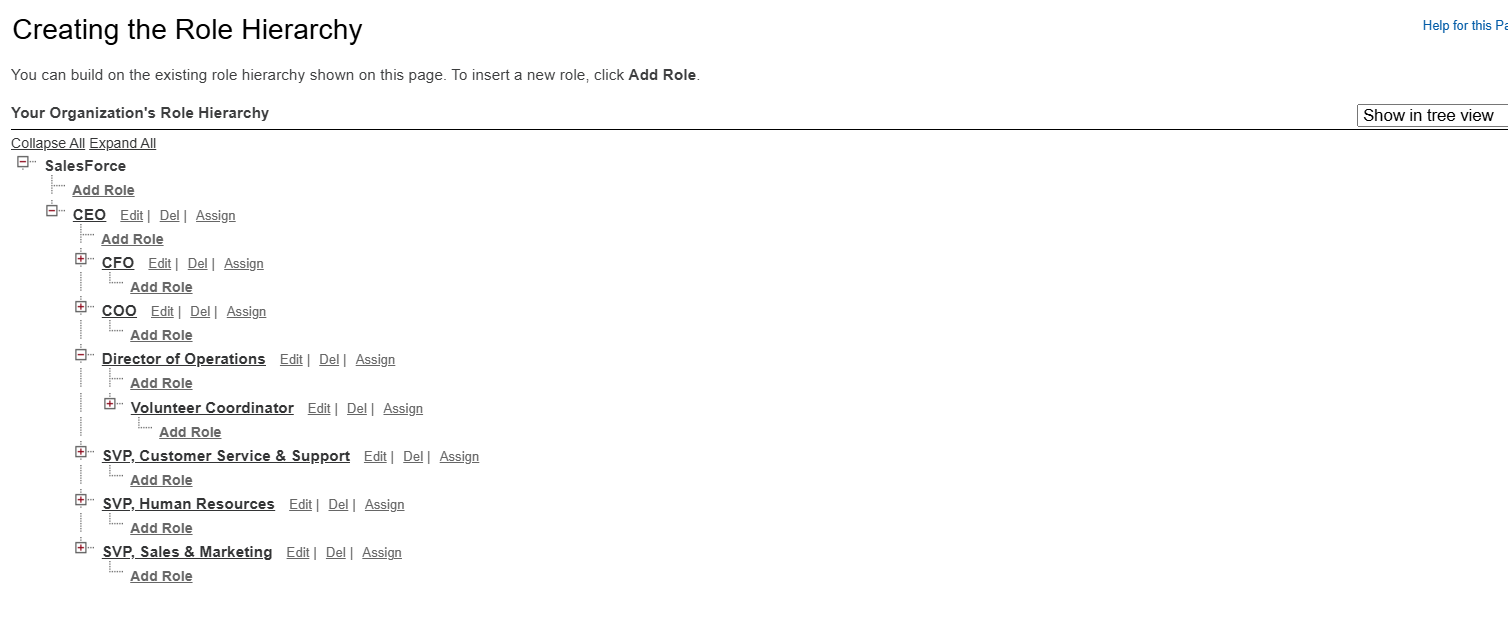 Creating the Role Hierarchy
Help for this Pa
You can build on the existing role hierarchy shown on this page. To insert a new role, click Add Role.
Your Organization's Role Hierarchy
Show in tree view
Collapse All Expand All
SalesForce
Add Role
CEO Edit | Del | Assign
Add Role
CFO Edit | Del | Assign
Add Role
COO Edit | Del | Assign
Add Role
Director of Operations Edit | Del | Assign
Add Role
Volunteer Coordinator Edit | Del | Assign
Add Role
SVP, Customer Service & Support Edit | Del | Assign
Add Role
SVP, Human Resources Edit | Del | Assign
Add Role
SVP, Sales & Marketing Edit | Del | Assign
Add Role